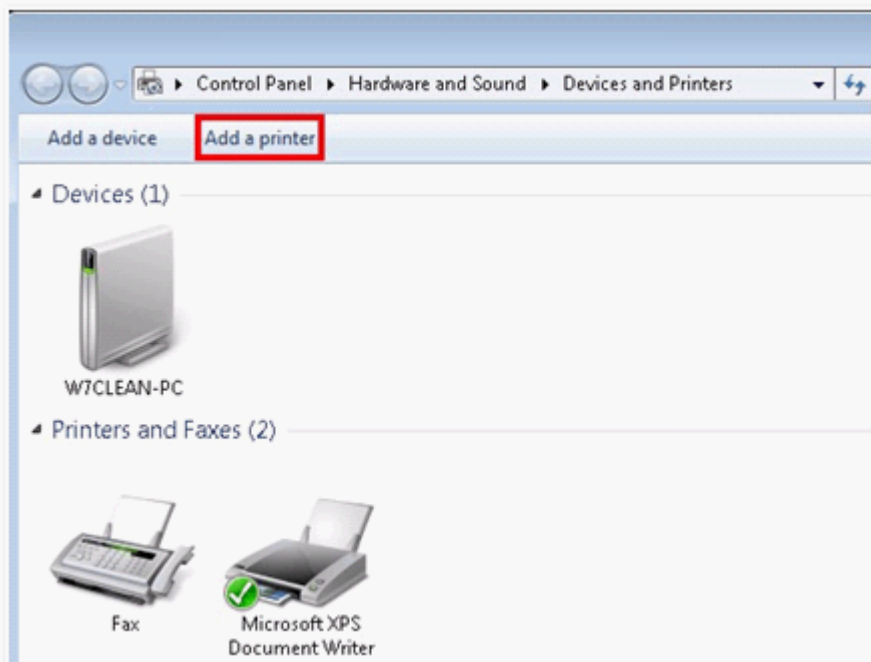 Control Panel Hardware and Sound Devices and Printers
Add a device Add a printer
Devices (1)
W7CLEAN-PC
Printers and Faxes (2)
Fax
Microsoft XPS
Document Writer